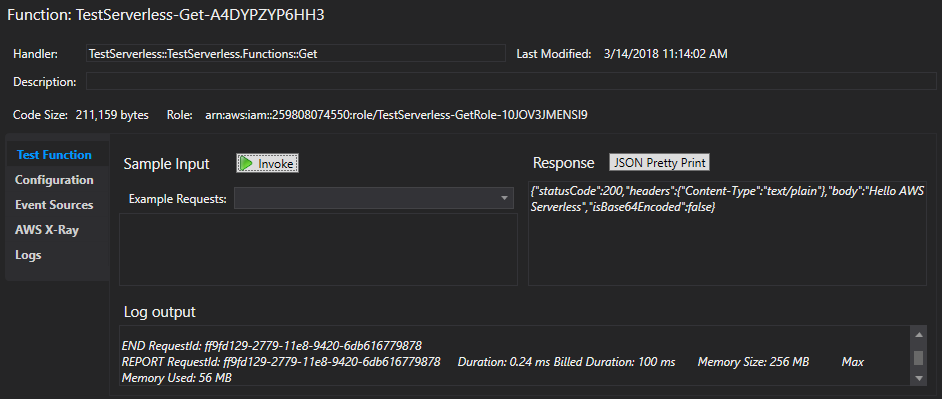 Function: TestServerless-Get-A4DYPZYP6HH3
Handler: TestServerless::TestServerless.Functions::Get Last Modified: 3/14/2018 11:14:02 AM
Description:
Code Size: 211,159 bytes Role: arn:aws:iam::259808074550:role/TestServerless-GetRole-10JOV3JMENSI9
Test Function
Configuration
Event Sources
AWS X-Ray
Logs
Sample Input Invoke
Example Requests:
Response JSON Pretty Print
{"statusCode":200,"headers":{"Content-Type":"text/plain"},"body":"Hello AWS
Serverless","isBase64Encoded":false}
Log output
END RequestId: ff9fd129-2779-11e8-9420-6db616779878
REPORT RequestId: ff9fd129-2779-11e8-9420-6db616779878 Duration: 0.24 ms Billed Duration: 100 ms Memory Size: 256 MB Max
Memory Used: 56 MB